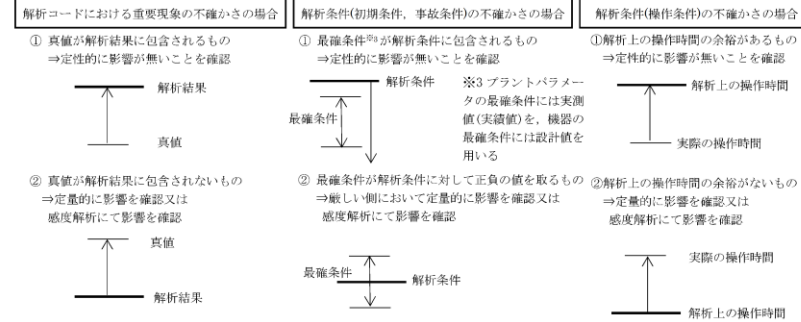 解析コードにおける重要現象の不確かさの場合
① 真値が解析結果に包含されるもの
⇒定性的に影響が無いことを確認
解析結果
真値
② 真値が解析結果に包含されないもの
⇒定量的に影響を確認又は
感度解析にて影響を確認
真値
解析結果
解析条件(初期条件，事故条件)の不確かさの場合
① 最確条件※3が解析条件に包含されるもの
⇒定性的に影響が無いことを確認
解析条件
最確条件
※3 プラントパラメー
タの最確条件には実測
値(実績値)を，機器の
最確条件には設計値を
用いる
② 最確条件が解析条件に対して正負の値を取るもの
⇒厳しい側において定量的に影響を確認又は
感度解析にて影響を確認
最確条件
解析条件
解析条件(操作条件)の不確かさの場合
①解析上の操作時間の余裕があるもの
⇒定性的に影響が無いことを確認
解析上の操作時間
実際の操作時間
②解析上の操作時間の余裕がないもの
⇒定量的に影響を確認又は
感度解析にて影響を確認
実際の操作時間
解析上の操作時間